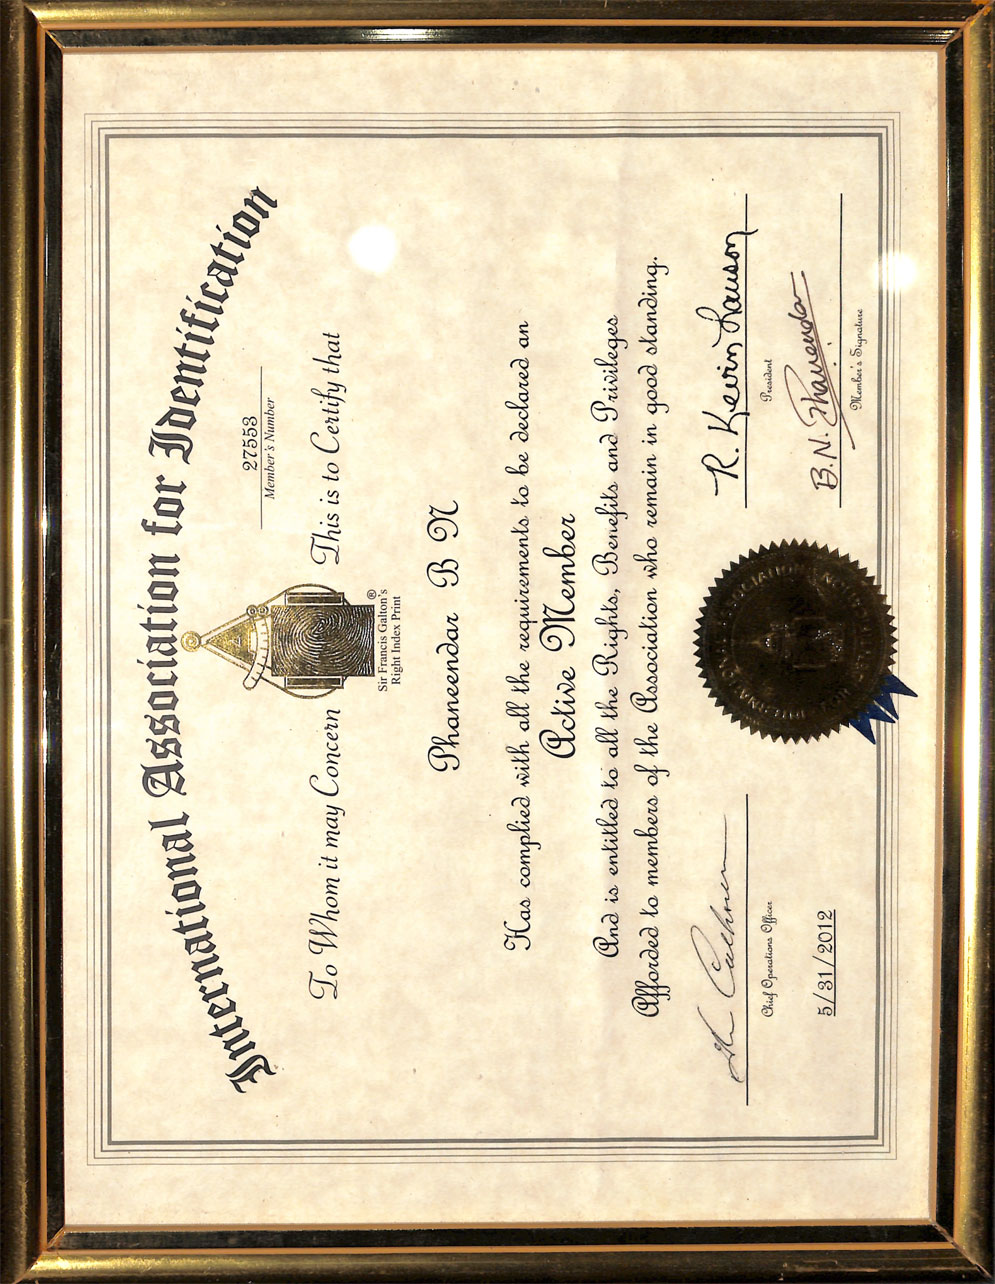 International Association for Identification
27553
Member's Number
To Whom it may Concern
This is to Certify that
®
Sir Francis Galton's
Right Index Print
Phaneendar B N
Has complied with all the requirements to be declared an
Active Member
And is entitled to all the Rights, Benefits and Privileges
Afforded to members of the Association who remain in good standing.
R. Kevin Lawson
Chief Operations Officer
President
B.N. Phaneendar
5/31/2012
Member's Signature